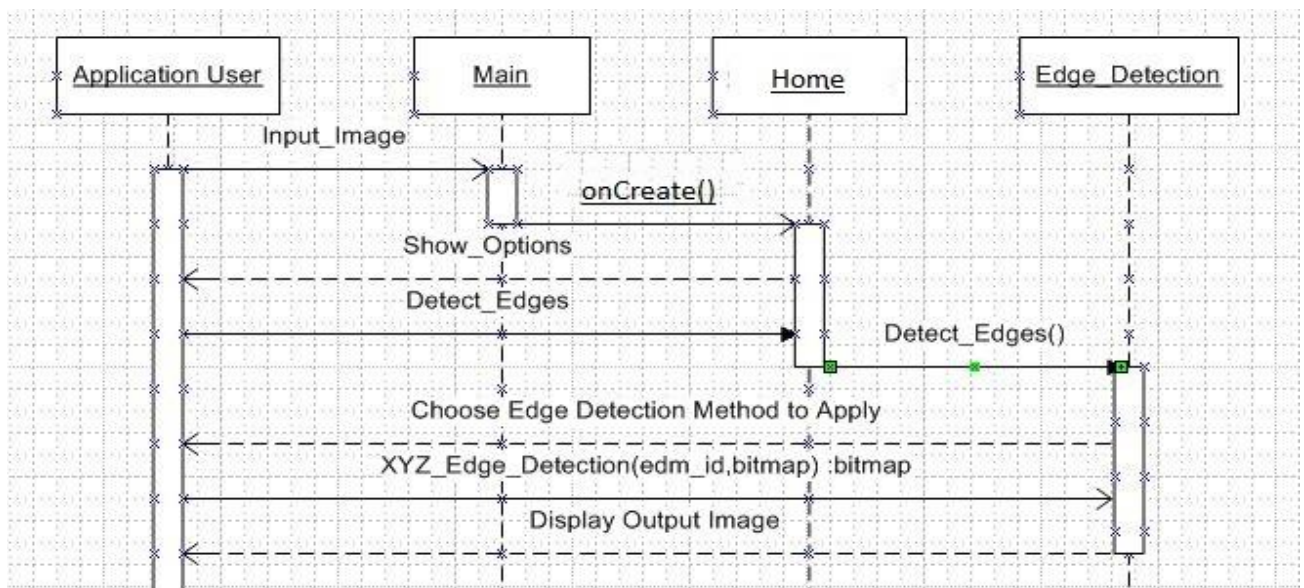 Application User
Main
Home
Edge_Detection
Input_Image
onCreate()
Show_Options
Detect_Edges
Detect_Edges()
Choose Edge Detection Method to Apply
XYZ_Edge_Detection(edm_id,bitmap) :bitmap
Display Output Image